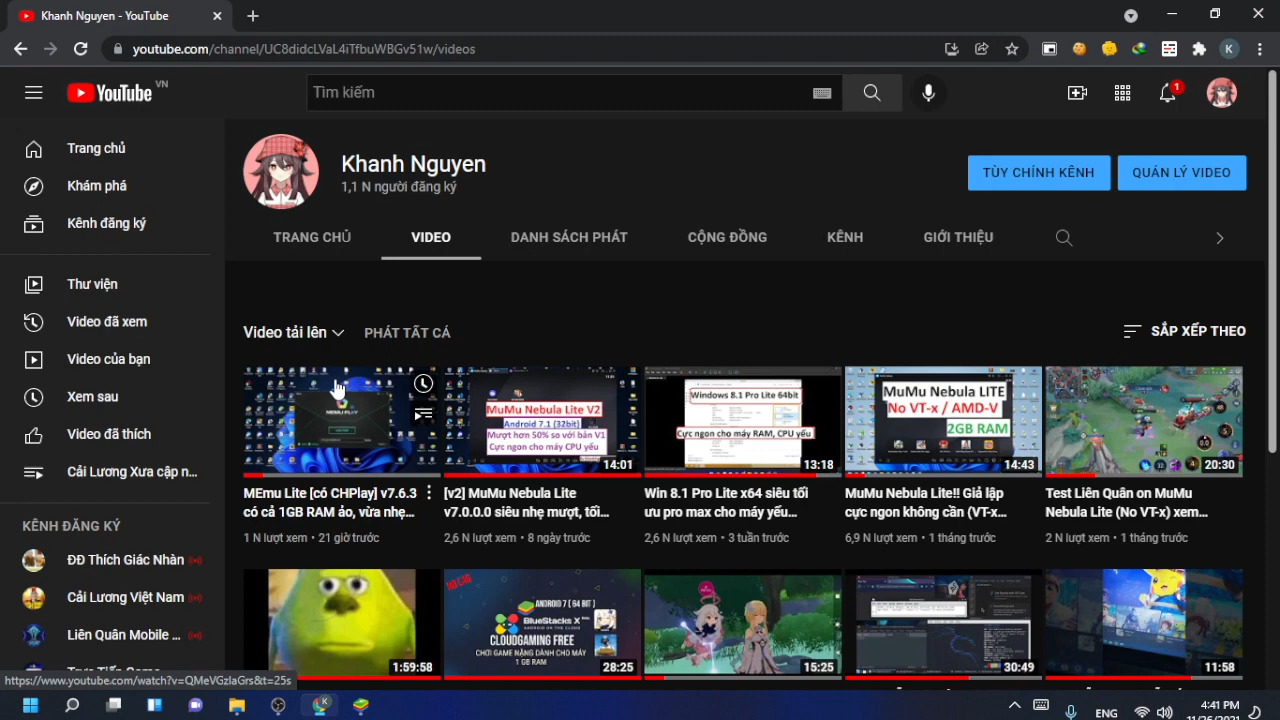 Khanh Nguyen - YouTube
youtube.com/channel/UC8didcLVaL4iTfbuWBGv51w/videos
K
YouTube VN
Tìm kiếm
1
Trang chủ
Khám phá
Kênh đăng ký
Thư viện
Video đã xem
Video của bạn
Xem sau
Video đã thích
Cải Lương Xưa cập n...
KÊNH ĐĂNG KÝ
ĐĐ Thích Giác Nhàn
Cải Lương Việt Nam
Liên Quân Mobile ...
https://www.youtube.com/watch?v=QMeVGzIaGrs&t=25s
Khanh Nguyen
1,1 N người đăng ký
TÙY CHỈNH KÊNH
QUẢN LÝ VIDEO
TRANG CHỦ
VIDEO
DANH SÁCH PHÁT
CỘNG ĐỒNG
KÊNH
GIỚI THIỆU
Video tải lên
PHÁT TẤT CẢ
SẮP XẾP THEO
MEmu Lite [có CHPlay] v7.6.3
có cả 1GB RAM ảo, vừa nhẹ...
1 N lượt xem • 21 giờ trước
MuMu Nebula Lite V2
Android 7.1 (32bit)
Mượt hơn 50% so với bản V1
Cực ngon cho máy CPU yếu
14:01
[v2] MuMu Nebula Lite
v7.0.0.0 siêu nhẹ mượt, tối...
2,6 N lượt xem • 8 ngày trước
Windows 8.1 Pro Lite 64bit
Cực ngon cho máy RAM, CPU yếu
13:18
Win 8.1 Pro Lite x64 siêu tối
ưu pro max cho máy yếu...
2,6 N lượt xem • 3 tuần trước
MuMu Nebula LITE
No VT-x / AMD-V
2GB RAM
14:43
MuMu Nebula Lite!! Giả lập
cực ngon không cần (VT-x...
6,9 N lượt xem • 1 tháng trước
20:30
Test Liên Quân on MuMu
Nebula Lite (No VT-x) xem...
2 N lượt xem • 1 tháng trước
1:59:58
ANDROID 7 [ 64 BIT ]
BlueStacks X
CLOUDGAMING FREE
CHƠI GAME NẶNG DÀNH CHO MÁY
1 GB RAM
28:25
15:25
30:49
11:58
ENG
4:41 PM